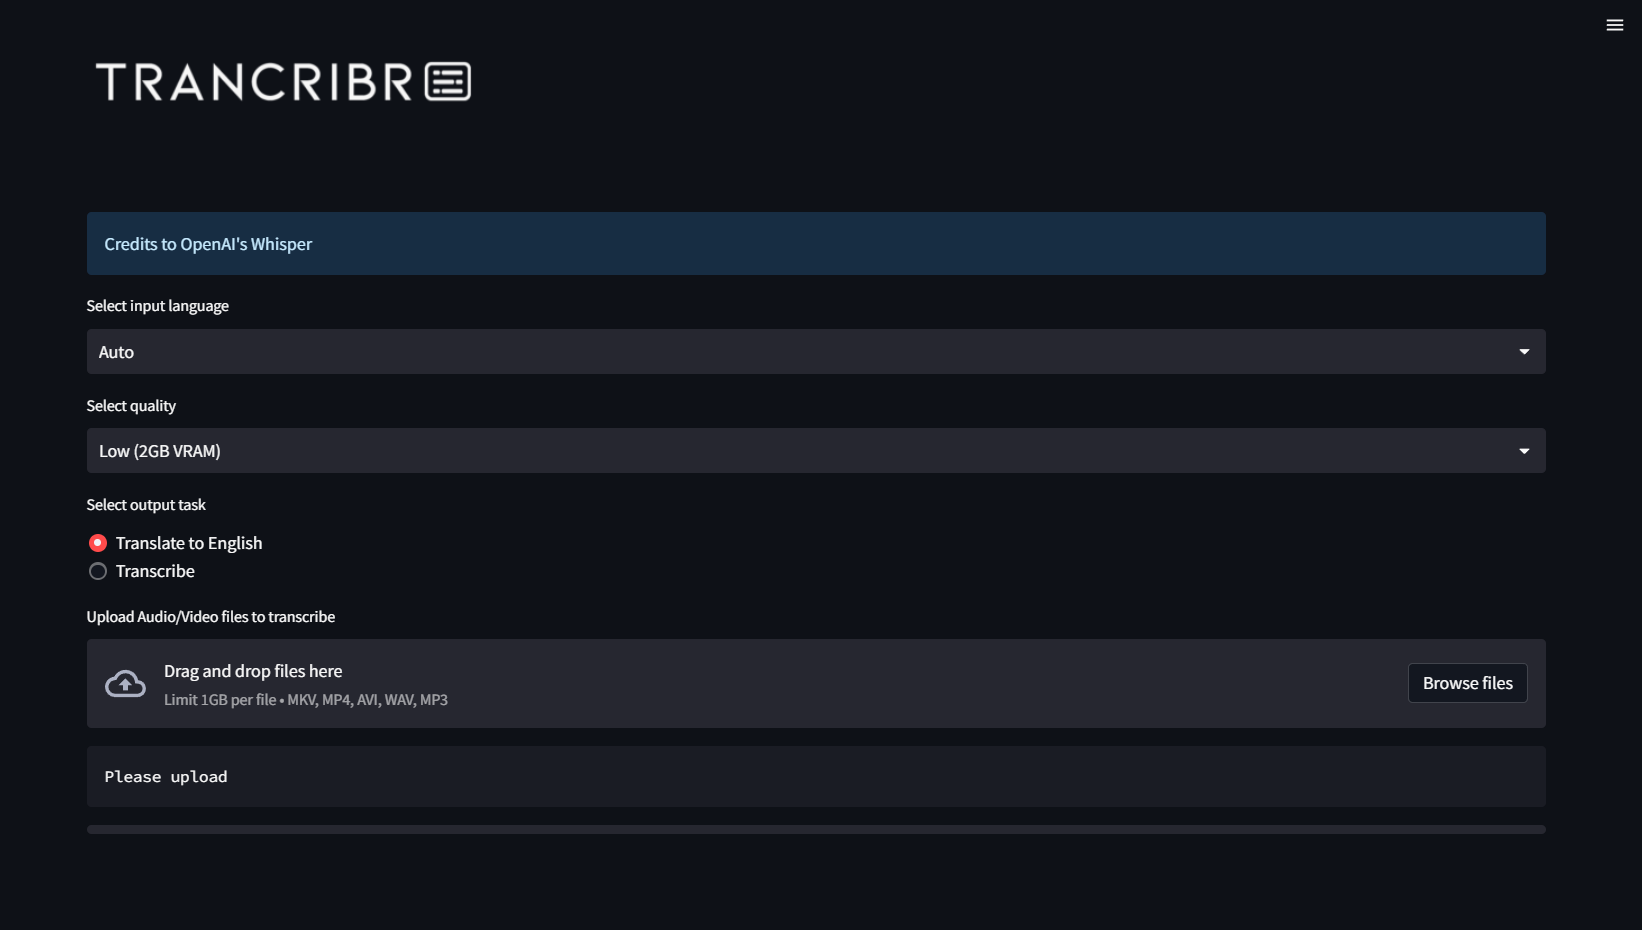 TRANCRIBR
Credits to OpenAI's Whisper
Select input language
Auto
Select quality
Low (2GB VRAM)
Select output task
Translate to English
Transcribe
Upload Audio/Video files to transcribe
Drag and drop files here
Limit 1GB per file • MKV, MP4, AVI, WAV, MP3
Browse files
Please upload